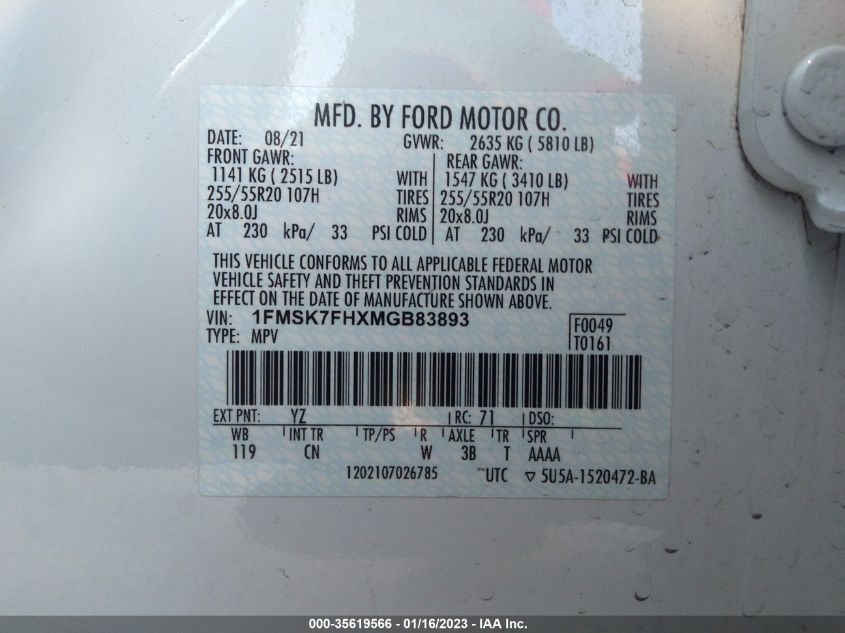 MFD. BY FORD MOTOR CO.
DATE: 08/21 GVWR: 2635 KG ( 5810 LB)
FRONT GAWR: REAR GAWR:
1141 KG ( 2515 LB) WITH 1547 KG ( 3410 LB) WITH
255/55R20 107H TIRES 255/55R20 107H TIRES
20x8.0J RIMS 20x8.0J RIMS
AT 230 kPa/ 33 PSI COLD AT 230 kPa/ 33 PSI COLD
THIS VEHICLE CONFORMS TO ALL APPLICABLE FEDERAL MOTOR
VEHICLE SAFETY AND THEFT PREVENTION STANDARDS IN
EFFECT ON THE DATE OF MANUFACTURE SHOWN ABOVE.
VIN: 1FMSK7FHXMGB83893 F0049
TYPE: MPV T0161
EXT PNT: YZ RC: 71 DSO:
WB INT TR TP/PS R AXLE TR SPR
119 CN W 3B T AAAA
1202107026785 UTC ▽ 5U5A-1520472-BA
000-35619566 - 01/16/2023 - IAA Inc.